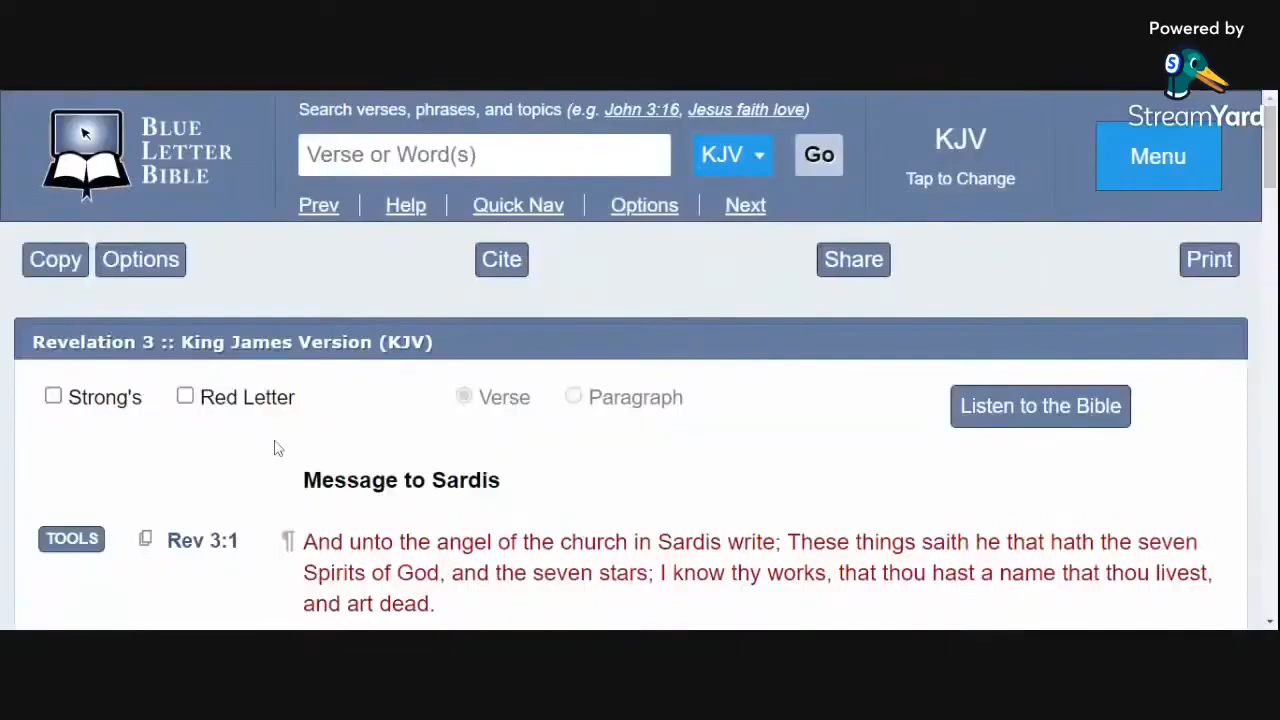 Powered by
S
StreamYard
BLUE
LETTER
BIBLE
Search verses, phrases, and topics (e.g. John 3:16, Jesus faith love)
Verse or Word(s)
KJV
Go
KJV
Tap to Change
Menu
Prev Help Quick Nav Options Next
Copy Options Cite Share Print
Revelation 3 :: King James Version (KJV)
Strong's Red Letter Verse Paragraph Listen to the Bible
Message to Sardis
TOOLS Rev 3:1 ¶ And unto the angel of the church in Sardis write; These things saith he that hath the seven
Spirits of God, and the seven stars; I know thy works, that thou hast a name that thou livest,
and art dead.